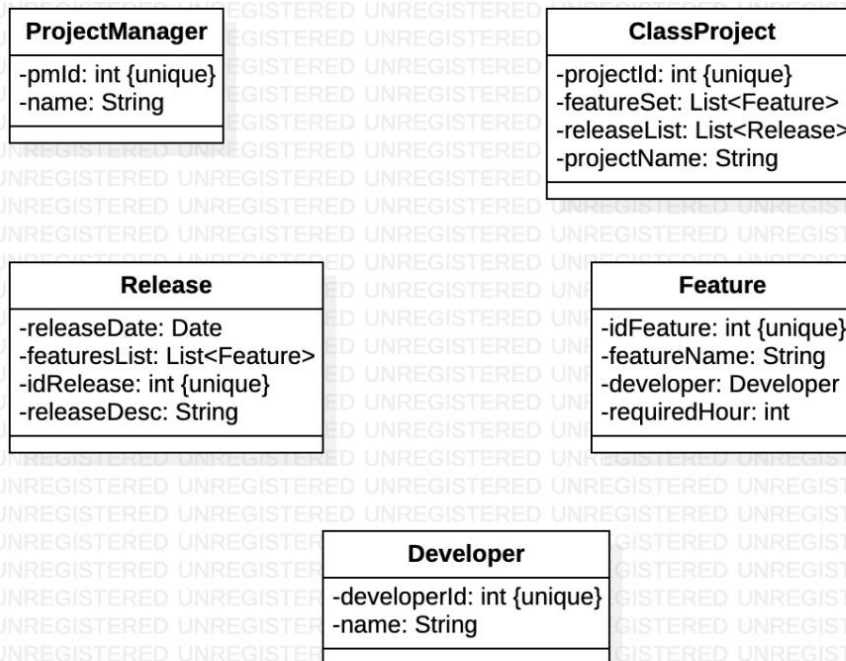 ProjectManager
-pmId: int {unique}
-name: String
ClassProject
-projectId: int {unique}
-featureSet: List<Feature>
-releaseList: List<Release>
-projectName: String
Release
-releaseDate: Date
-featuresList: List<Feature>
-idRelease: int {unique}
-releaseDesc: String
Feature
-idFeature: int {unique}
-featureName: String
-developer: Developer
-requiredHour: int
Developer
-developerId: int {unique}
-name: String
UNREGISTERED